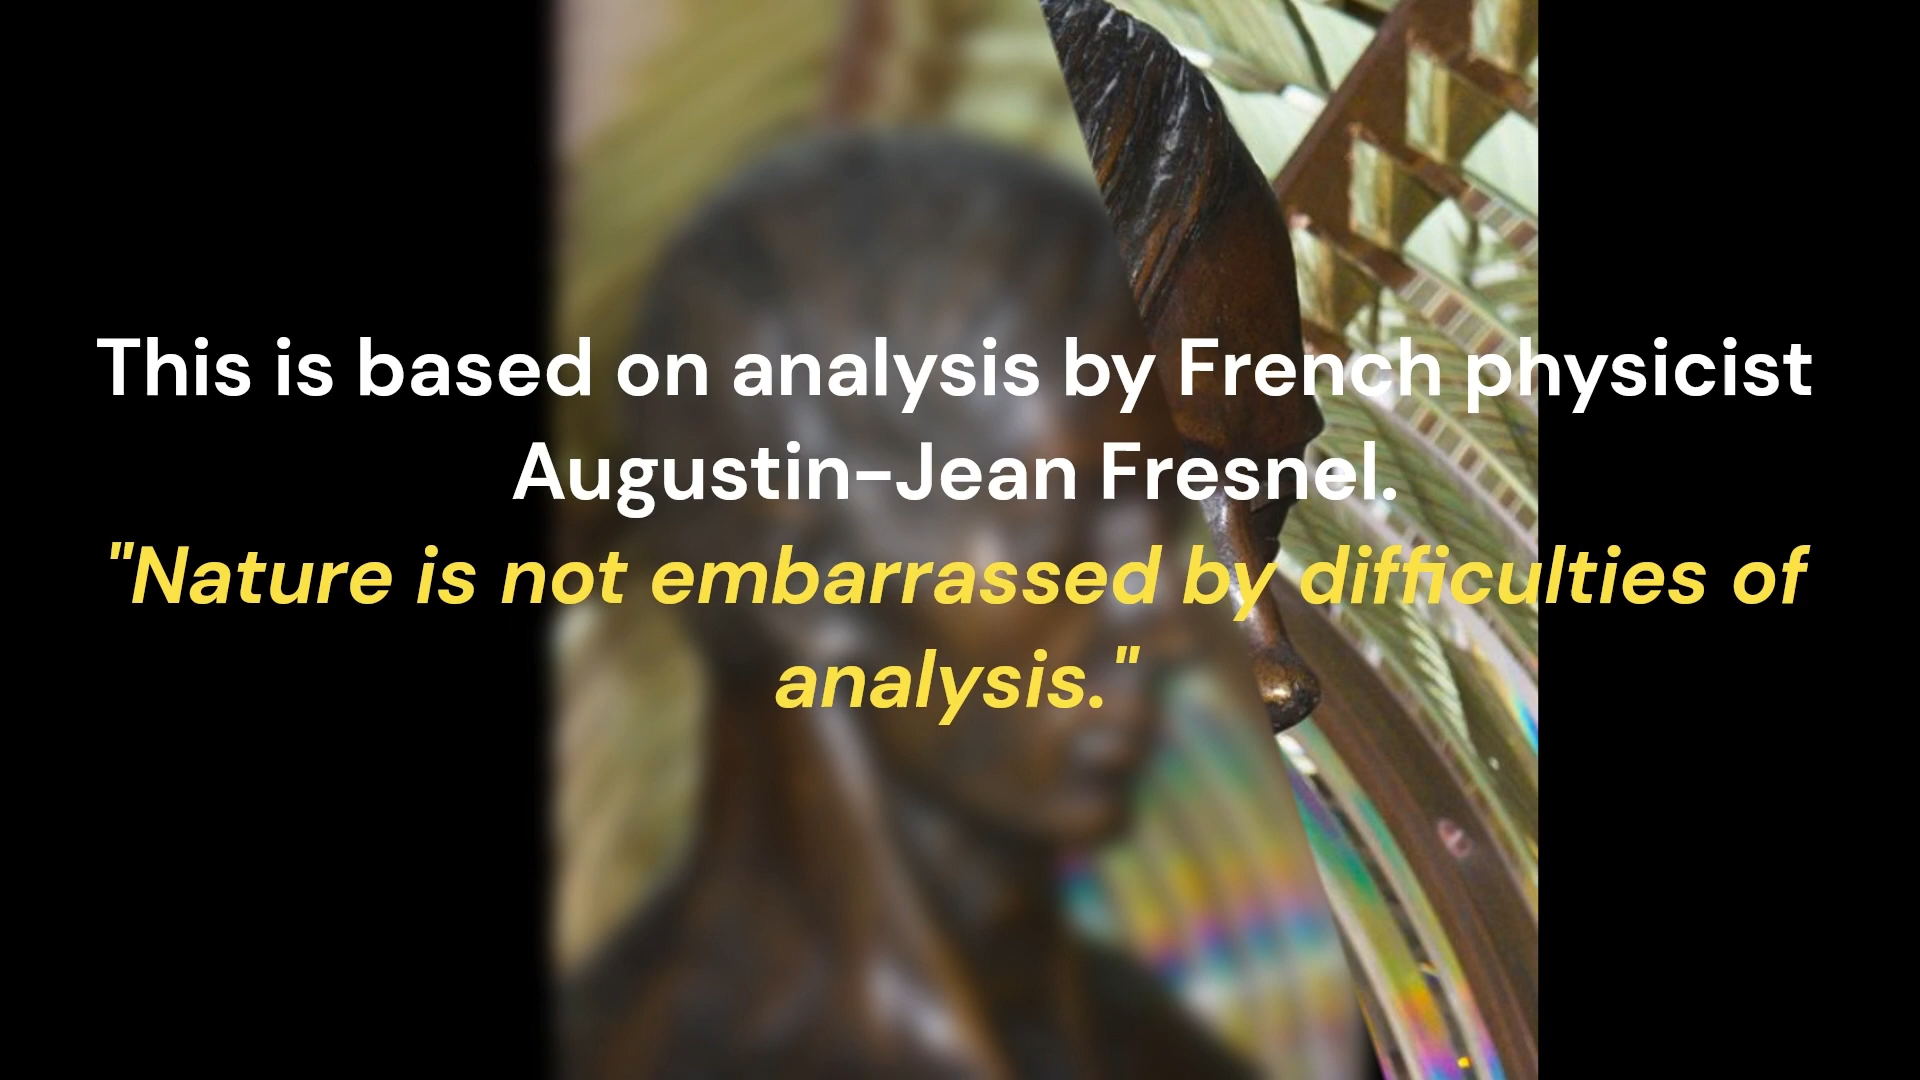 This is based on analysis by French physicist
Augustin-Jean Fresnel.
"Nature is not embarrassed by difficulties of
analysis."